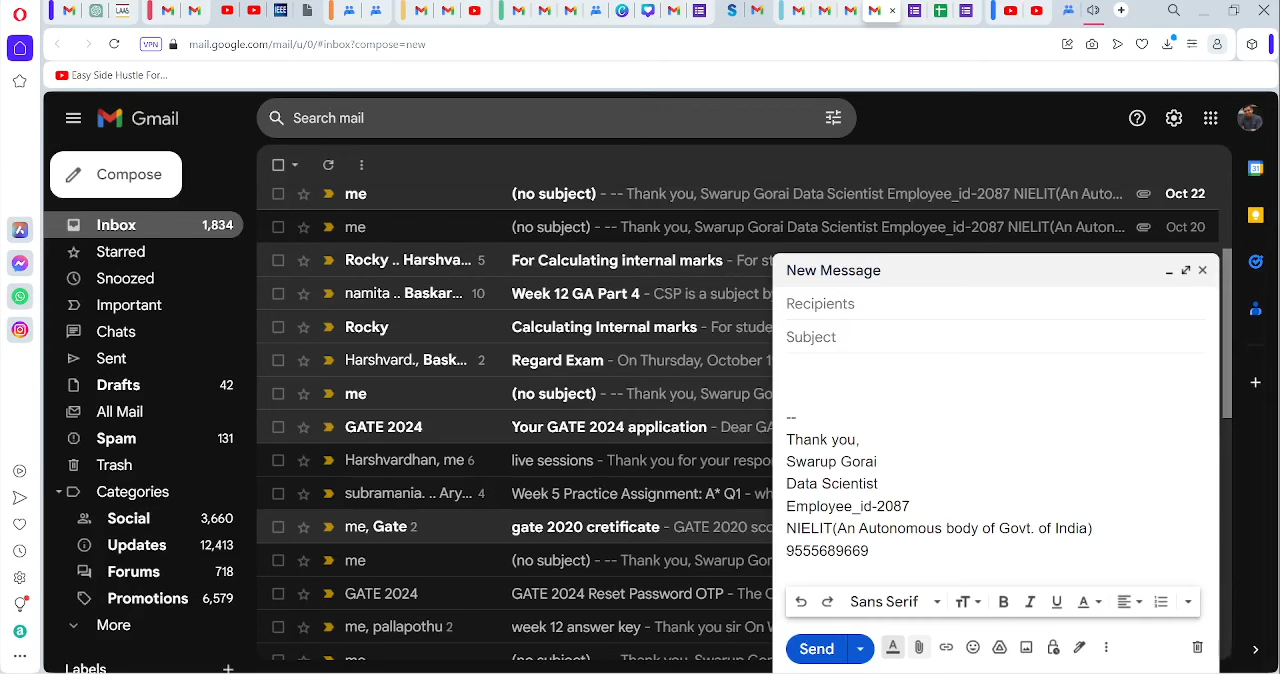 VPN mail.google.com/mail/u/0/#inbox?compose=new
Easy Side Hustle For...
Gmail
Search mail
Compose
Inbox 1,834
Starred
Snoozed
Important
Chats
Sent
Drafts 42
All Mail
Spam 131
Trash
Categories
Social 3,660
Updates 12,413
Forums 718
Promotions 6,579
More
Labels
me (no subject) - -- Thank you, Swarup Gorai Data Scientist Employee_id-2087 NIELIT(An Auto... Oct 22
me (no subject) - -- Thank you, Swarup Gorai Data Scientist Employee_id-2087 NIELIT(An Auton... Oct 20
Rocky .. Harshva... 5 For Calculating internal marks - For st
namita .. Baskar... 10 Week 12 GA Part 4 - CSP is a subject by
Rocky Calculating Internal marks - For stude
Harshvard., Bask... 2 Regard Exam - On Thursday, October 1
me (no subject) - -- Thank you, Swarup Go
GATE 2024 Your GATE 2024 application - Dear GA
Harshvardhan, me 6 live sessions - Thank you for your respo
subramania. .. Ary... 4 Week 5 Practice Assignment: A* Q1 - wh
me, Gate 2 gate 2020 cretificate - GATE 2020 sco
me (no subject) - -- Thank you, Swarup Go
GATE 2024 GATE 2024 Reset Password OTP - The C
me, pallapothu 2 week 12 answer key - Thank you sir On W
New Message
Recipients
Subject
--
Thank you,
Swarup Gorai
Data Scientist
Employee_id-2087
NIELIT(An Autonomous body of Govt. of India)
9555689669
Sans Serif
Send